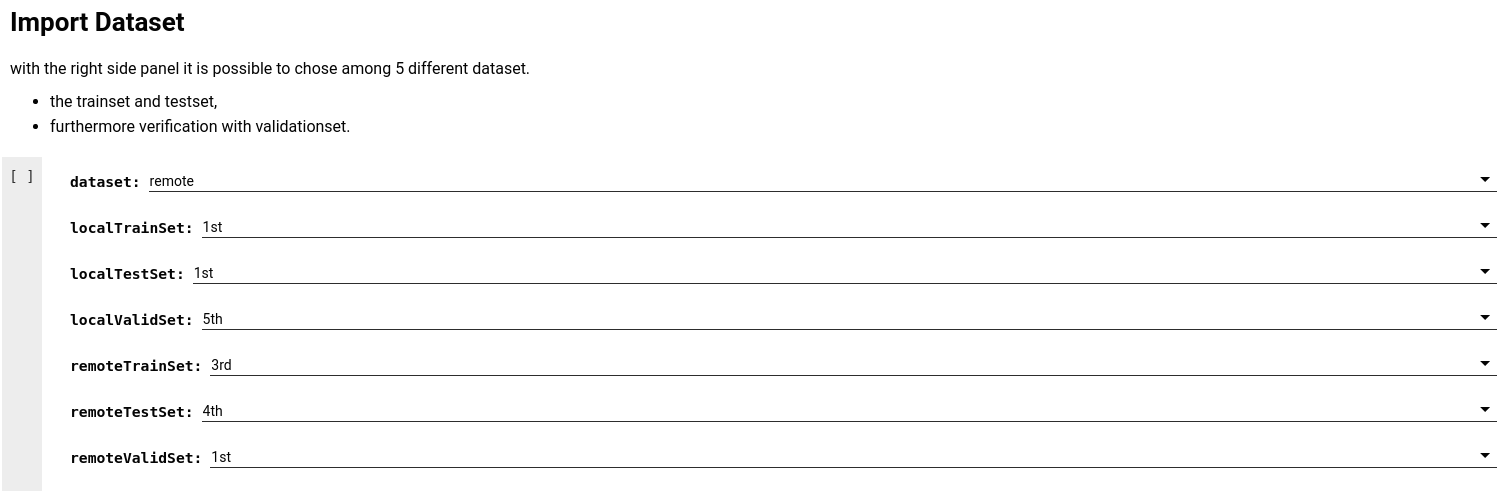 Import Dataset
with the right side panel it is possible to chose among 5 different dataset.
• the trainset and testset,
• furthermore verification with validationset.
[ ]
dataset: remote
localTrainSet: 1st
localTestSet: 1st
localValidSet: 5th
remoteTrainSet: 3rd
remoteTestSet: 4th
remoteValidSet: 1st